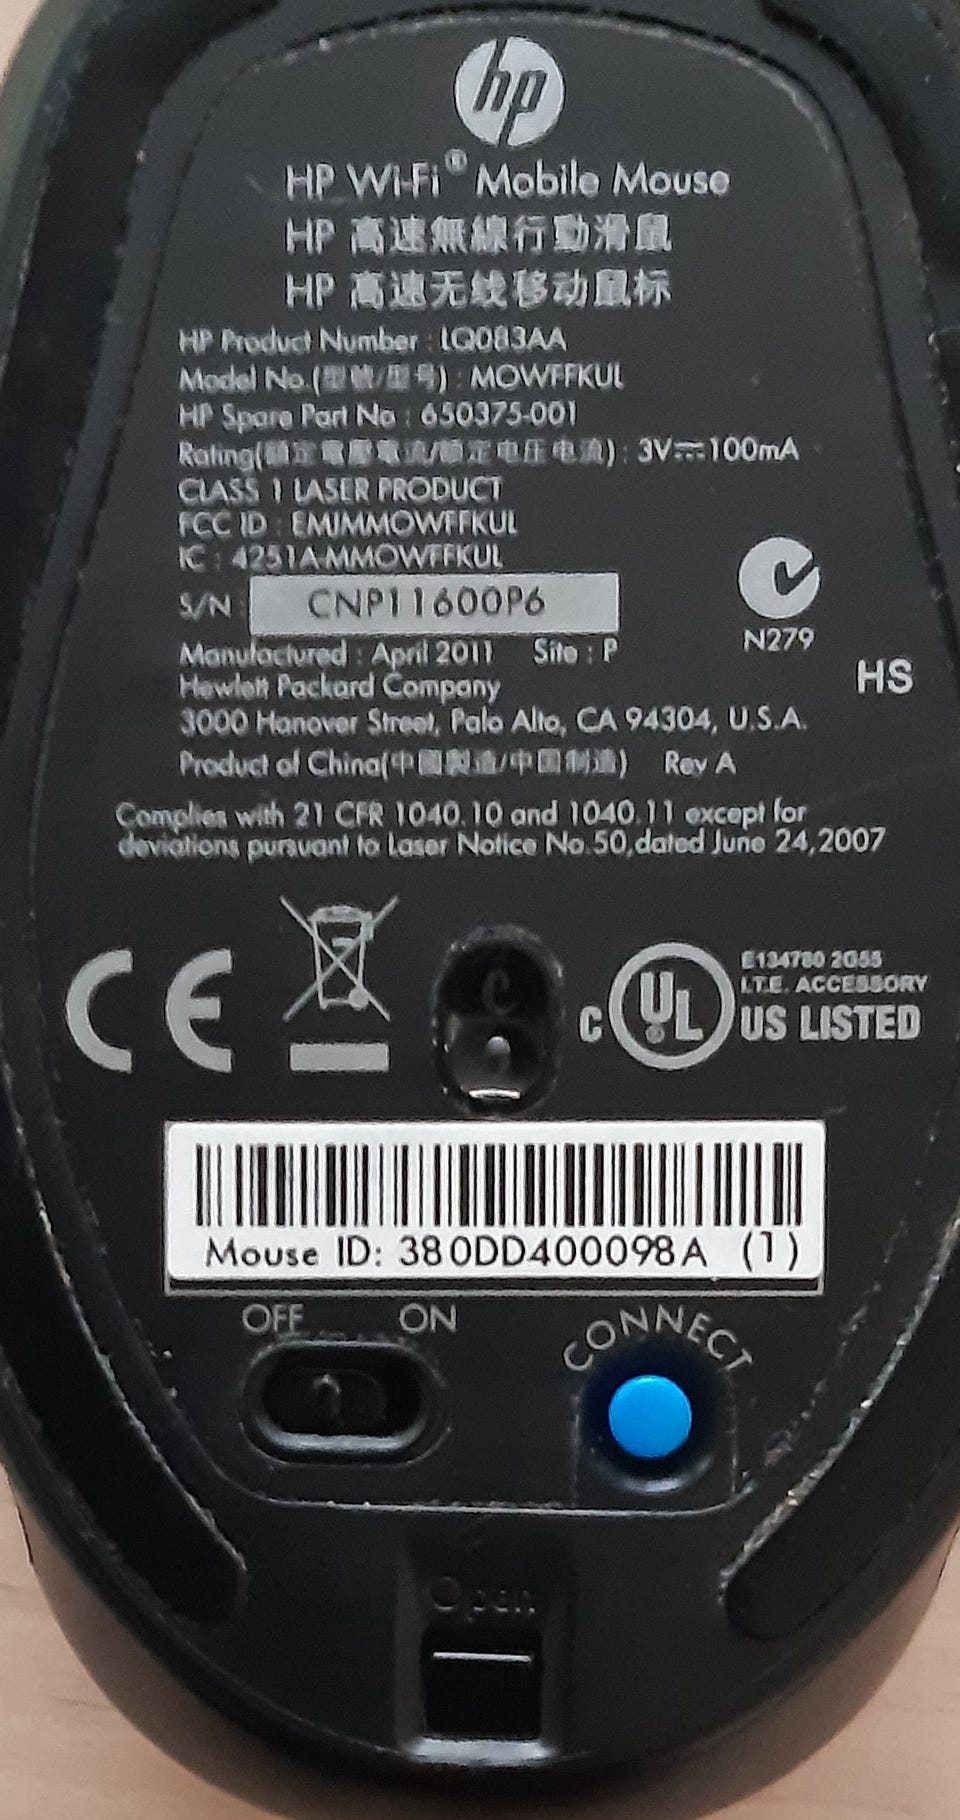 hp
HP Wi-Fi® Mobile Mouse
HP 高速無線行動滑鼠
HP 高速无线移动鼠标
HP Product Number : LQ083AA
Model No.(型號/型号) : MOWFFKUL
HP Spare Part No : 650375-001
Rating(額定電壓電流/额定电压电流) : 3V⎓100mA
CLASS 1 LASER PRODUCT
FCC ID : EMJMMOWFFKUL
IC : 4251A-MMOWFFKUL
S/N : CNP11600P6
N279
Manufactured : April 2011 Site : P
HS
Hewlett Packard Company
3000 Hanover Street, Palo Alto, CA 94304, U.S.A.
Product of China(中國製造/中国制造) Rev A
Complies with 21 CFR 1040.10 and 1040.11 except for
deviations pursuant to Laser Notice No.50,dated June 24,2007
CE
E134780 2G55
I.T.E. ACCESSORY
C UL® US LISTED
Mouse ID: 380DD400098A (1)
OFF ON
CONNECT
Open